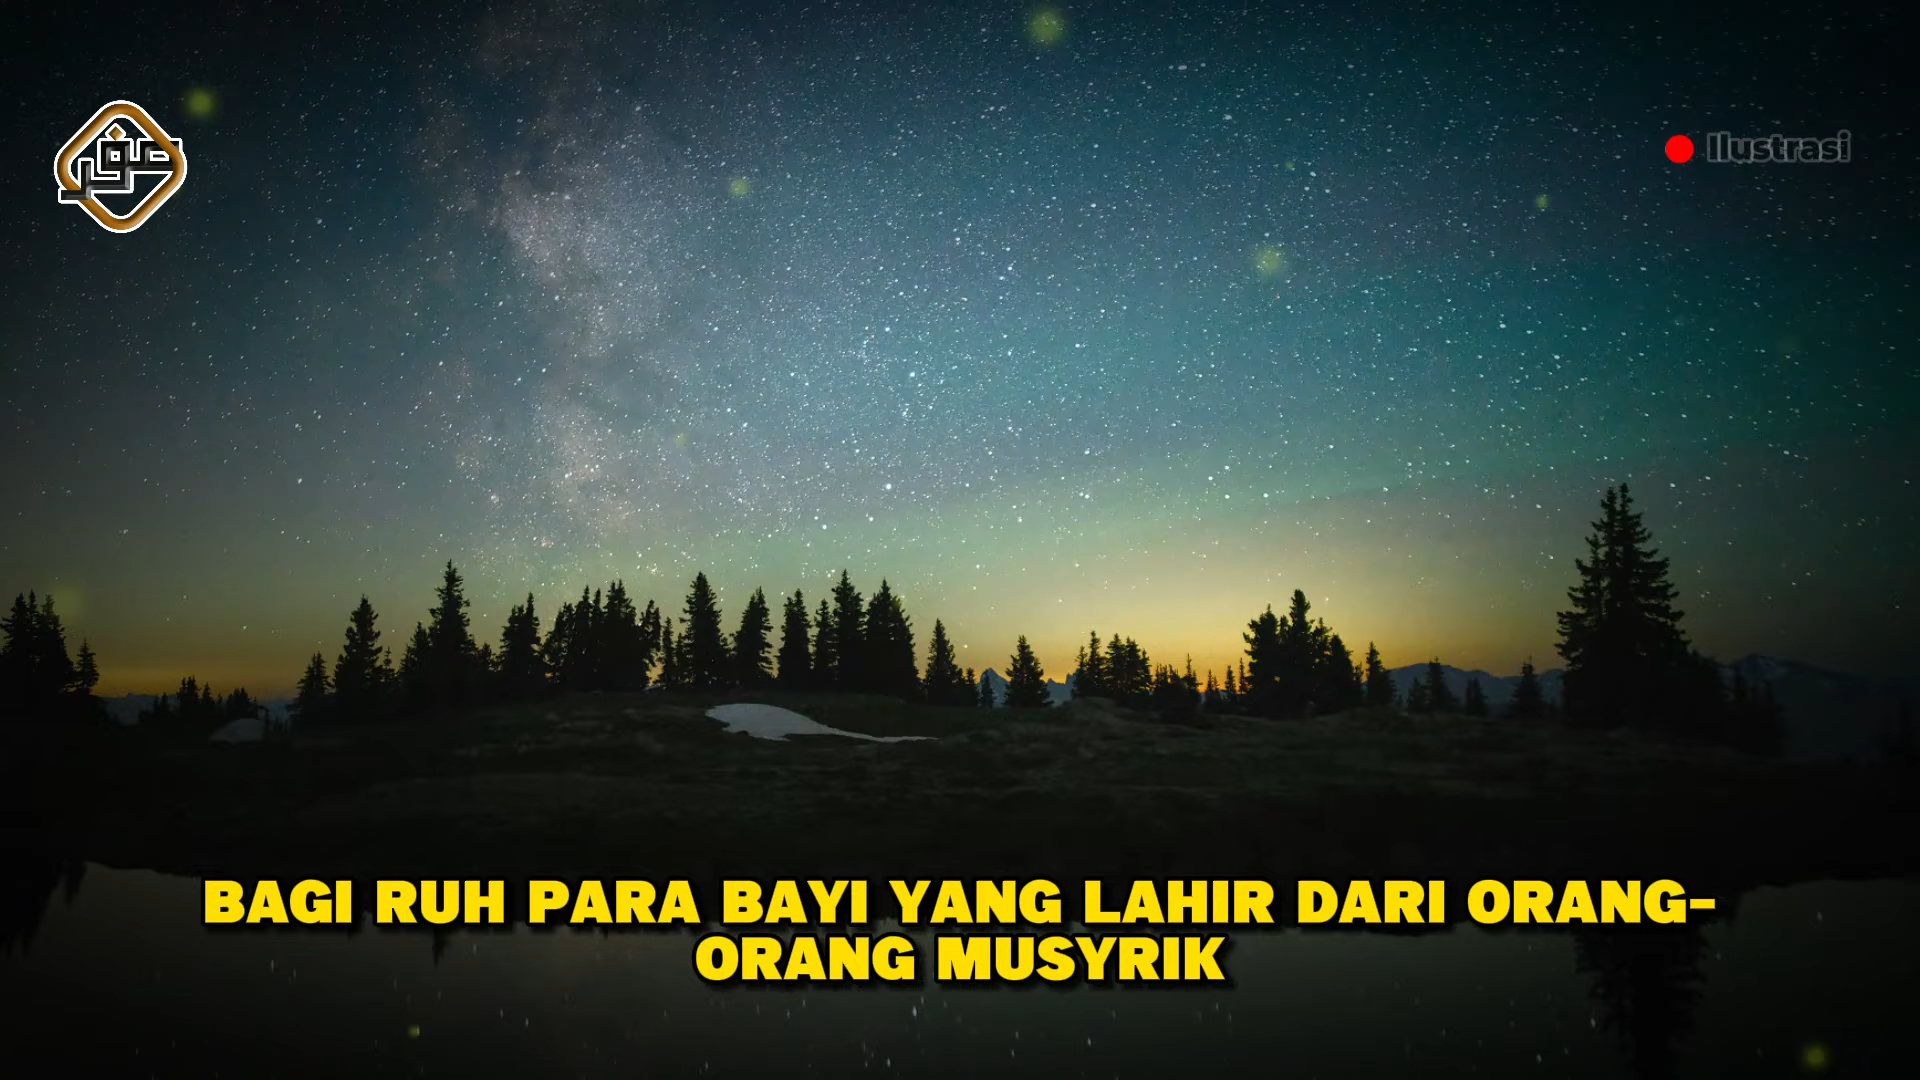 Ilustrasi
BAGI RUH PARA BAYI YANG LAHIR DARI ORANG-
ORANG MUSYRIK